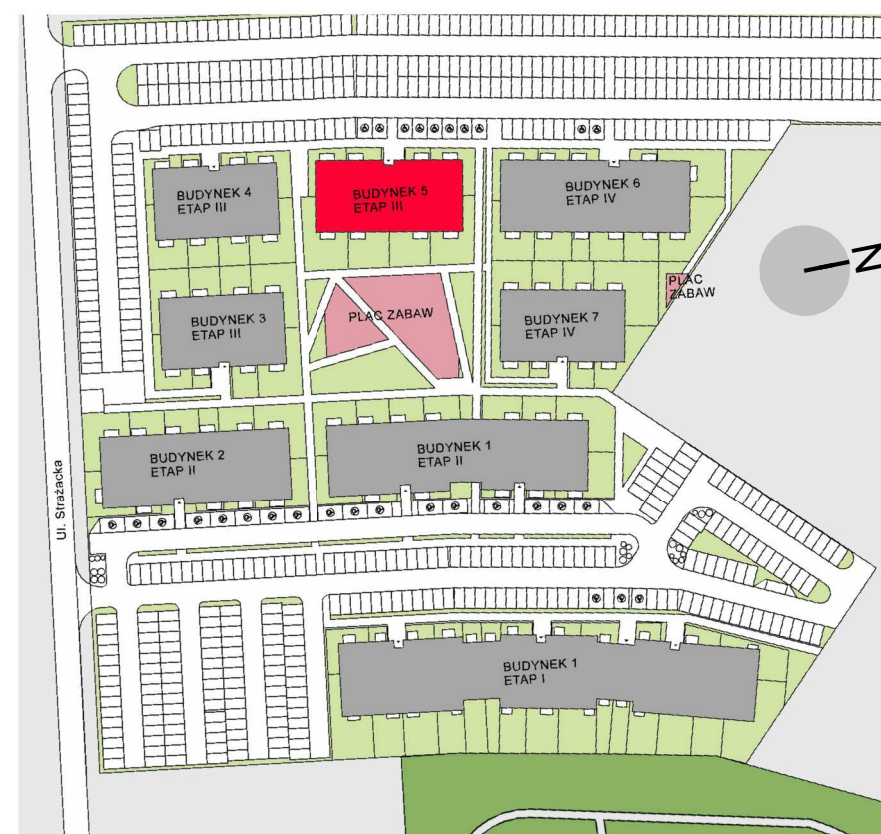 BUDYNEK 4
ETAP III
BUDYNEK 5
ETAP III
BUDYNEK 6
ETAP IV
N
PLAC
ZABAW
BUDYNEK 3
ETAP III
PLAC ZABAW
BUDYNEK 7
ETAP IV
BUDYNEK 2
ETAP II
BUDYNEK 1
ETAP II
Ul. Strażacka
BUDYNEK 1
ETAP I